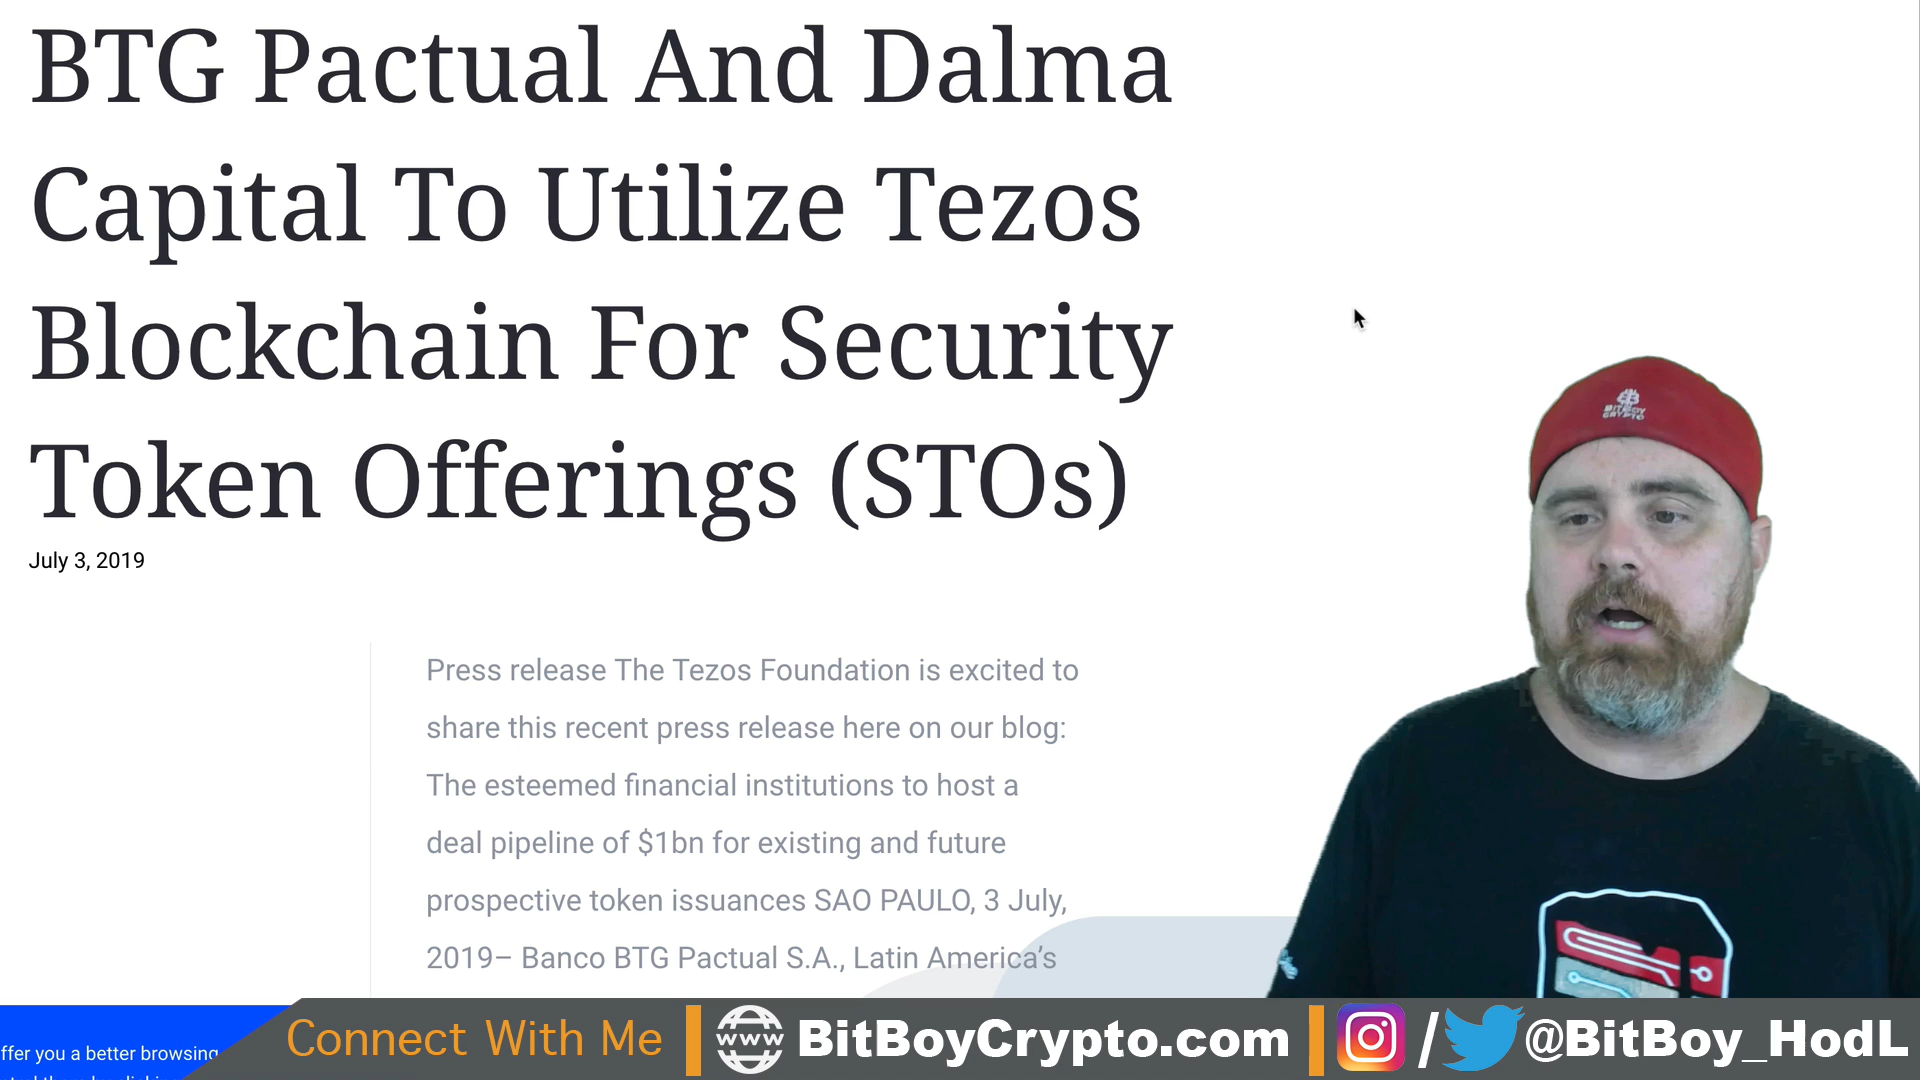 BTG Pactual And Dalma
Capital To Utilize Tezos
Blockchain For Security
Token Offerings (STOs)
July 3, 2019
Press release The Tezos Foundation is excited to
share this recent press release here on our blog:
The esteemed financial institutions to host a
deal pipeline of $1bn for existing and future
prospective token issuances SAO PAULO, 3 July,
2019– Banco BTG Pactual S.A., Latin America’s
BITBOY
CRYPTO
ffer you a better browsing
Connect With Me
www
BitBoyCrypto.com
/
@BitBoy_HodL